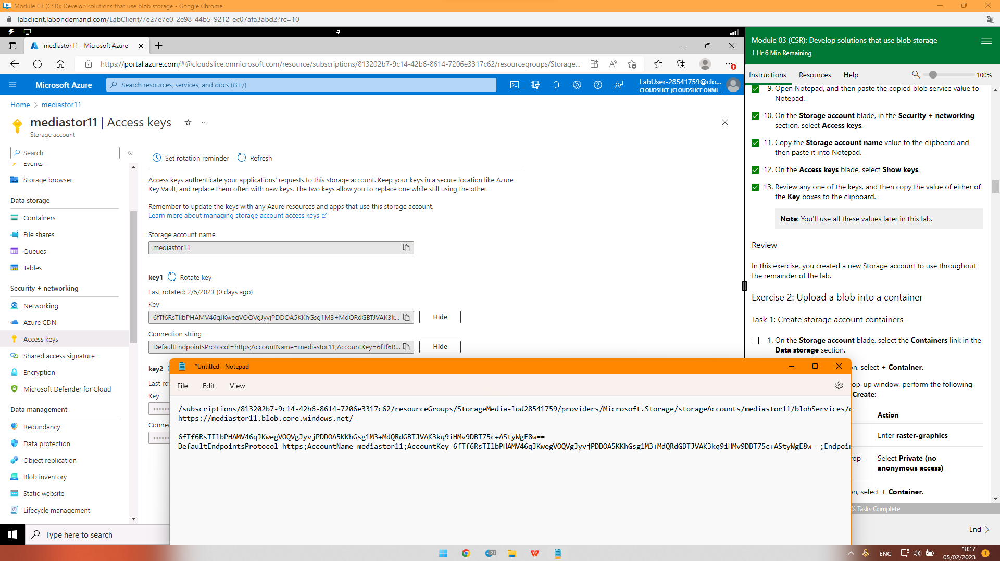 Module 03 (CSR): Develop solutions that use blob storage - Google Chrome
labclient.labondemand.com/LabClient/7e27e7e0-2e98-44b5-9212-ec07afa3abd2?rc=10
mediastor11 - Microsoft Azure
https://portal.azure.com/#@cloudslice.onmicrosoft.com/resource/subscriptions/813202b7-9c14-42b6-8614-7206e3317c62/resourcegroups/Storage...
Microsoft Azure
Search resources, services, and docs (G+/)
LabUser-28541759@clo...
CLOUDSLICE (CLOUDSLICE.ONMI...
Home > mediastor11
mediastor11 | Access keys
Storage account
Search
Events
Storage browser
Data storage
Containers
File shares
Queues
Tables
Security + networking
Networking
Azure CDN
Access keys
Shared access signature
Encryption
Microsoft Defender for Cloud
Data management
Redundancy
Data protection
Object replication
Blob inventory
Static website
Lifecycle management
Set rotation reminder
Refresh
Access keys authenticate your applications' requests to this storage account. Keep your keys in a secure location like Azure
Key Vault, and replace them often with new keys. The two keys allow you to replace one while still using the other.
Remember to update the keys with any Azure resources and apps that use this storage account.
Learn more about managing storage account access keys
Storage account name
mediastor11
key1 Rotate key
Last rotated: 2/5/2023 (0 days ago)
Key
6fTf6RsTIlbPHAMV46qJKwegVOQVgJyvjPDDOA5KKhGsg1M3+MdQRdGBTJVAK3k...
Hide
Connection string
DefaultEndpointsProtocol=https;AccountName=mediastor11;AccountKey=6fTf6R...
Hide
key2
Last rot
Key
Connec
*Untitled - Notepad
File Edit View
/subscriptions/813202b7-9c14-42b6-8614-7206e3317c62/resourceGroups/StorageMedia-lod28541759/providers/Microsoft.Storage/storageAccounts/mediastor11/blobServices/d
https://mediastor11.blob.core.windows.net/
6fTf6RsTIlbPHAMV46qJKwegVOQVgJyvjPDDOA5KKhGsg1M3+MdQRdGBTJVAK3kq9iHMv9DBT75c+AStyWgE8w==
DefaultEndpointsProtocol=https;AccountName=mediastor11;AccountKey=6fTf6RsTIlbPHAMV46qJKwegVOQVgJyvjPDDOA5KKhGsg1M3+MdQRdGBTJVAK3kq9iHMv9DBT75c+AStyWgE8w==;Endpoin
Module 03 (CSR): Develop solutions that use blob storage
1 Hr 6 Min Remaining
Instructions Resources Help
100%
9. Open Notepad, and then paste the copied blob service value to
Notepad.
10. On the Storage account blade, in the Security + networking
section, select Access keys.
11. Copy the Storage account name value to the clipboard and
then paste it into Notepad.
12. On the Access keys blade, select Show keys.
13. Review any one of the keys, and then copy the value of either of
the Key boxes to the clipboard.
Note: You'll use all these values later in this lab.
Review
In this exercise, you created a new Storage account to use throughout
the remainder of the lab.
Exercise 2: Upload a blob into a container
Task 1: Create storage account containers
1. On the Storage account blade, select the Containers link in the
Data storage section.
n, select + Container.
op-up window, perform the following
Create:
Action
Enter raster-graphics
rop-
Select Private (no
anonymous access)
n, select + Container.
% Tasks Complete
End
Type here to search
21
ENG
18:17
05/02/2023
1